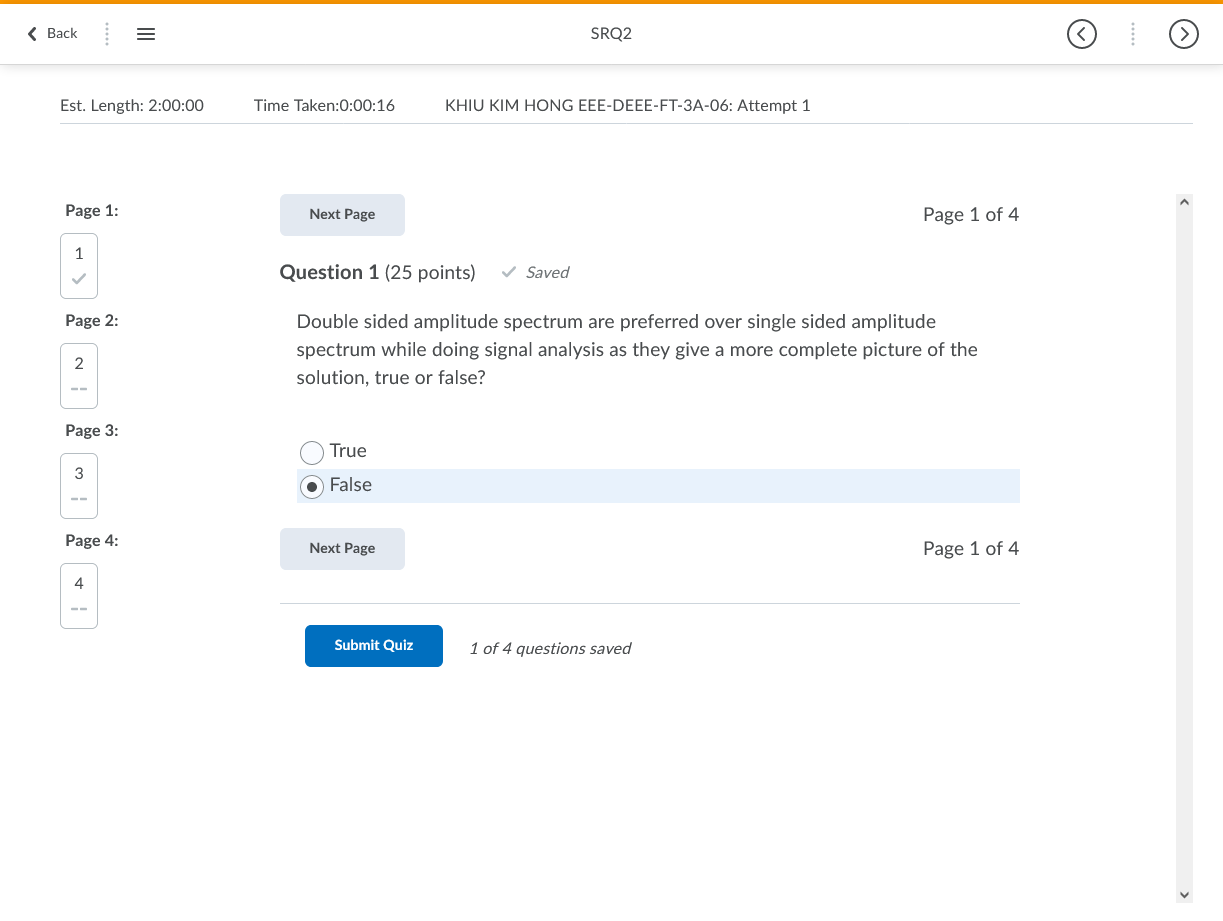 Back
SRQ2
Est. Length: 2:00:00 Time Taken:0:00:16 KHIU KIM HONG EEE-DEEE-FT-3A-06: Attempt 1
Page 1:
1
Page 2:
2
--
Page 3:
3
--
Page 4:
4
--
Next Page Page 1 of 4
Question 1 (25 points) Saved
Double sided amplitude spectrum are preferred over single sided amplitude
spectrum while doing signal analysis as they give a more complete picture of the
solution, true or false?
True
False
Next Page Page 1 of 4
Submit Quiz 1 of 4 questions saved